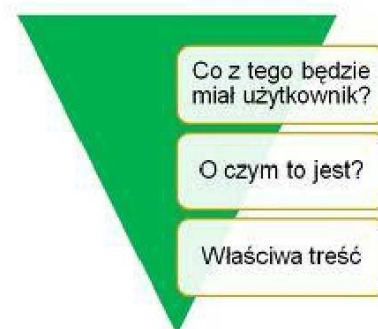 Co z tego będzie
miał użytkownik?
O czym to jest?
Właściwa treść